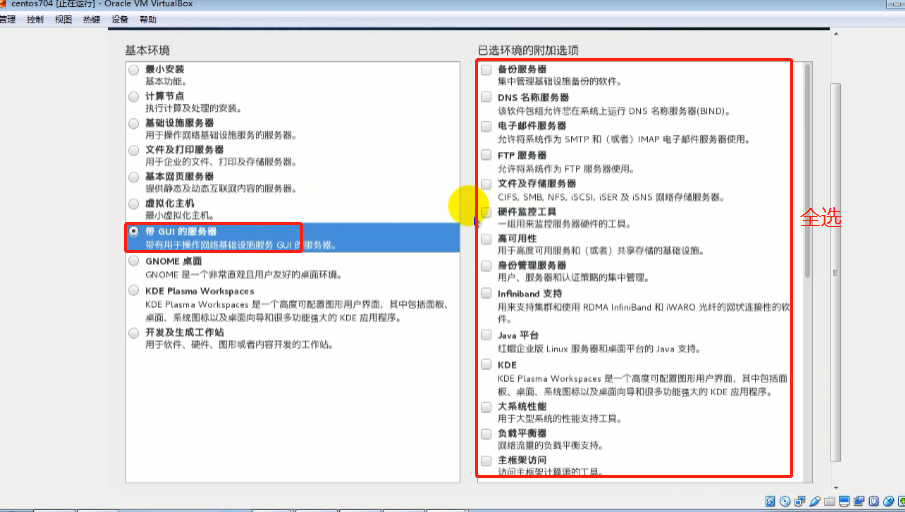 centos704 [正在运行] - Oracle VM VirtualBox
管理 控制 视图 热键 设备 帮助
基本环境
最小安装
基本功能。
计算节点
执行计算及处理的安装。
基础设施服务器
用于操作网络基础设施服务的服务器。
文件及打印服务器
用于企业的文件、打印及存储服务器。
基本网页服务器
提供静态及动态互联网内容的服务器。
虚拟化主机
最小虚拟化主机。
带 GUI 的服务器
带有用于操作网络基础设施服务 GUI 的服务器。
GNOME 桌面
GNOME 是一个非常直观且用户友好的桌面环境。
KDE Plasma Workspaces
KDE Plasma Workspaces 是一个高度可配置图形用户界面，其中包括面板、
桌面、系统图标以及桌面向导和很多功能强大的 KDE 应用程序。
开发及生成工作站
用于软件、硬件、图形或者内容开发的工作站。
已选环境的附加选项
备份服务器
集中管理基础设施备份的软件。
DNS 名称服务器
该软件包组允许您在系统上运行 DNS 名称服务器(BIND)。
电子邮件服务器
允许将系统作为 SMTP 和（或者）IMAP 电子邮件服务器使用。
FTP 服务器
允许将系统作为 FTP 服务器使用。
文件及存储服务器
CIFS, SMB, NFS, iSCSI, iSER 及 iSNS 网络存储服务器。
硬件监控工具
一组用来监控服务器硬件的工具。
全选
高可用性
用于高度可用服务和（或者）共享存储的基础设施。
身份管理服务器
用户、服务器和认证策略的集中管理。
Infiniband 支持
用来支持集群和使用 RDMA InfiniBand 和 iWARO 光纤的网状连接性的软
件。
Java 平台
红帽企业版 Linux 服务器和桌面平台的 Java 支持。
KDE
KDE Plasma Workspaces 是一个高度可配置图形用户界面，其中包括面
板、桌面、系统图标以及桌面向导和很多功能强大的 KDE 应用程序。
大系统性能
用于大型系统的性能支持工具。
负载平衡器
网络流量的负载平衡支持。
主框架访问
访问主框架计算源的工具。